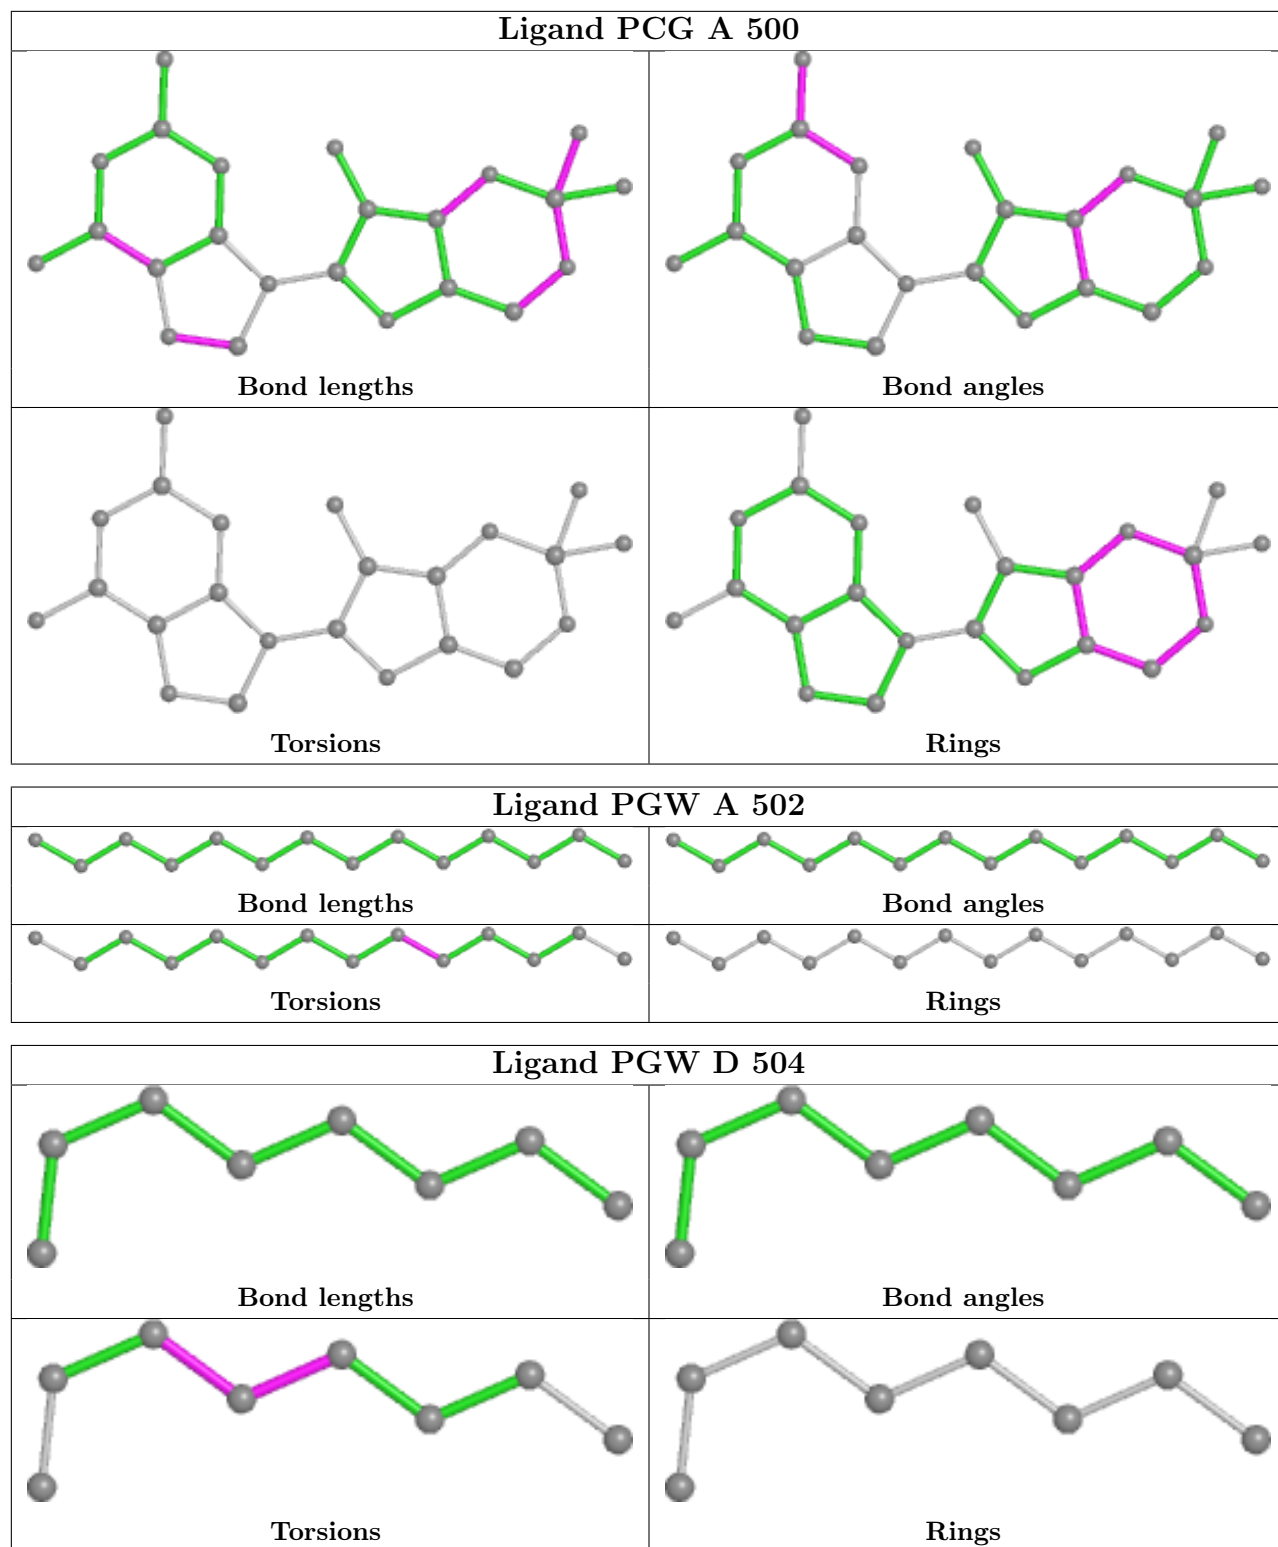 Ligand PCG A 500
Bond lengths
Bond angles
Torsions
Rings
Ligand PGW A 502
Bond lengths
Bond angles
Torsions
Rings
Ligand PGW D 504
Bond lengths
Bond angles
Torsions
Rings